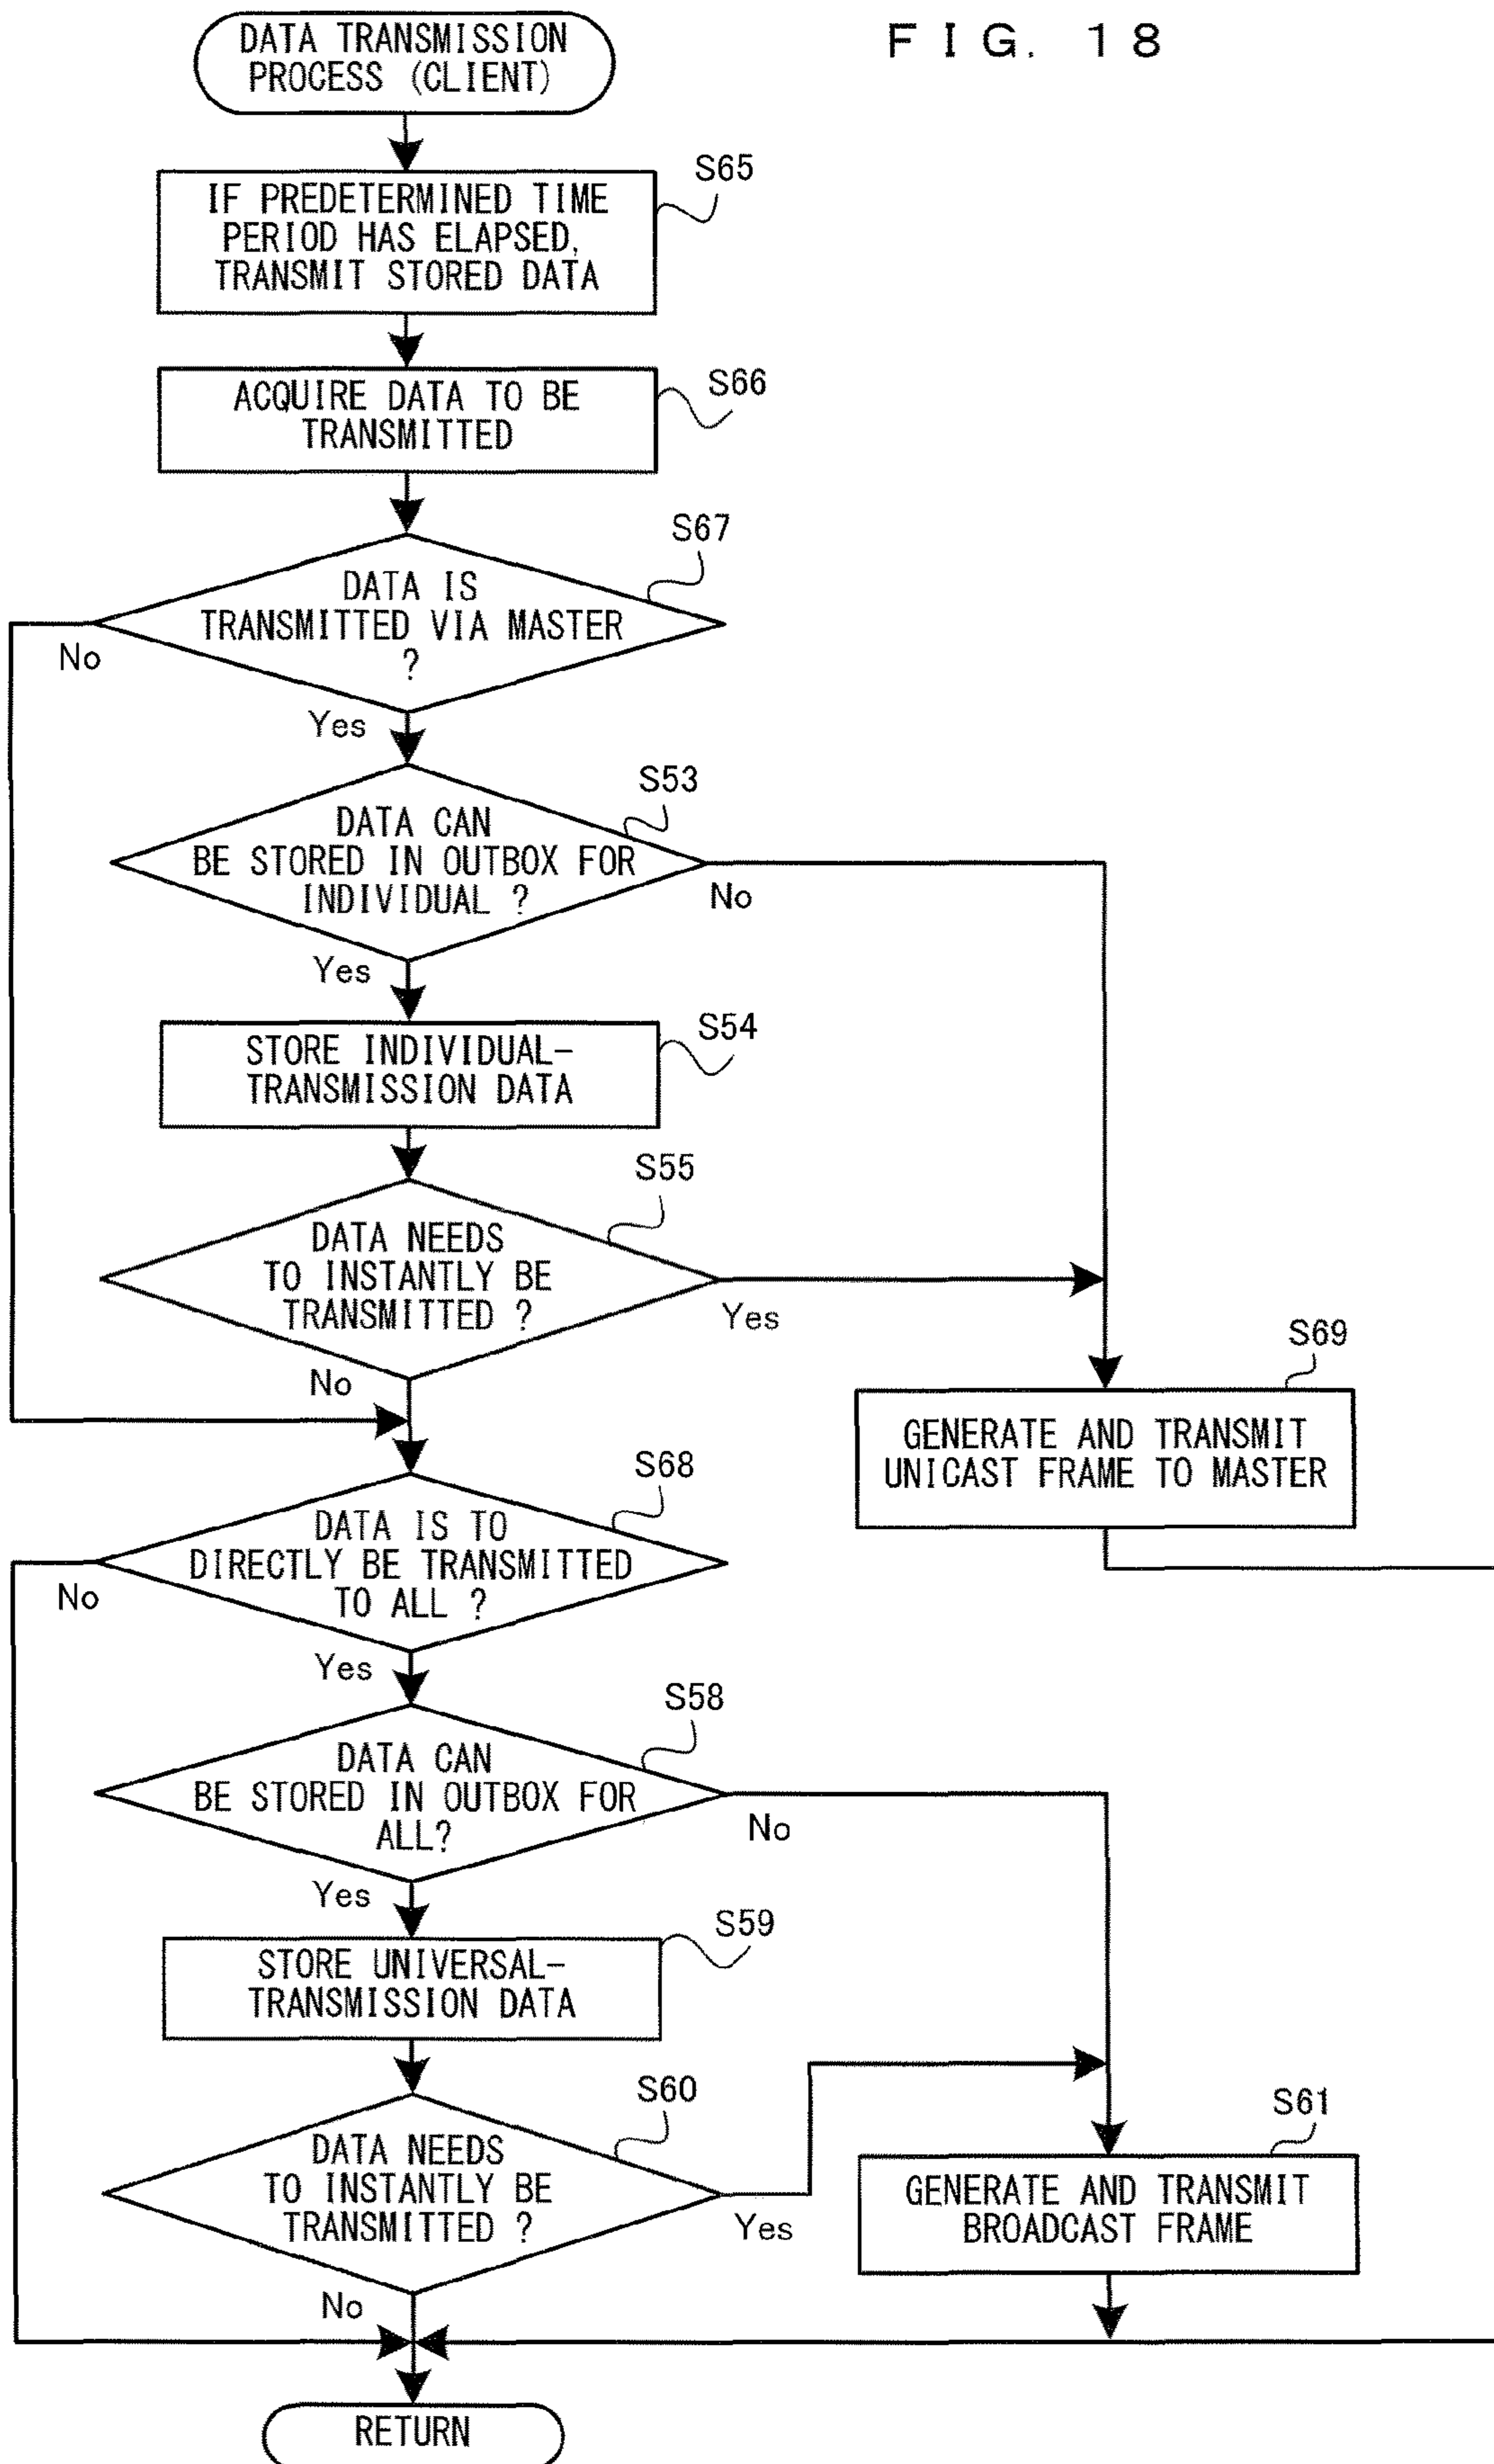 FIG. 18
DATA TRANSMISSION
PROCESS (CLIENT)
S65
IF PREDETERMINED TIME
PERIOD HAS ELAPSED,
TRANSMIT STORED DATA
S66
ACQUIRE DATA TO BE
TRANSMITTED
S67
DATA IS
TRANSMITTED VIA MASTER
?
No
Yes
S53
DATA CAN
BE STORED IN OUTBOX FOR
INDIVIDUAL ?
No
Yes
S54
STORE INDIVIDUAL-
TRANSMISSION DATA
S55
DATA NEEDS
TO INSTANTLY BE
TRANSMITTED ?
Yes
No
S69
GENERATE AND TRANSMIT
UNICAST FRAME TO MASTER
S68
DATA IS TO
DIRECTLY BE TRANSMITTED
TO ALL ?
No
Yes
S58
DATA CAN
BE STORED IN OUTBOX FOR
ALL?
No
Yes
S59
STORE UNIVERSAL-
TRANSMISSION DATA
S60
DATA NEEDS
TO INSTANTLY BE
TRANSMITTED ?
Yes
No
S61
GENERATE AND TRANSMIT
BROADCAST FRAME
RETURN